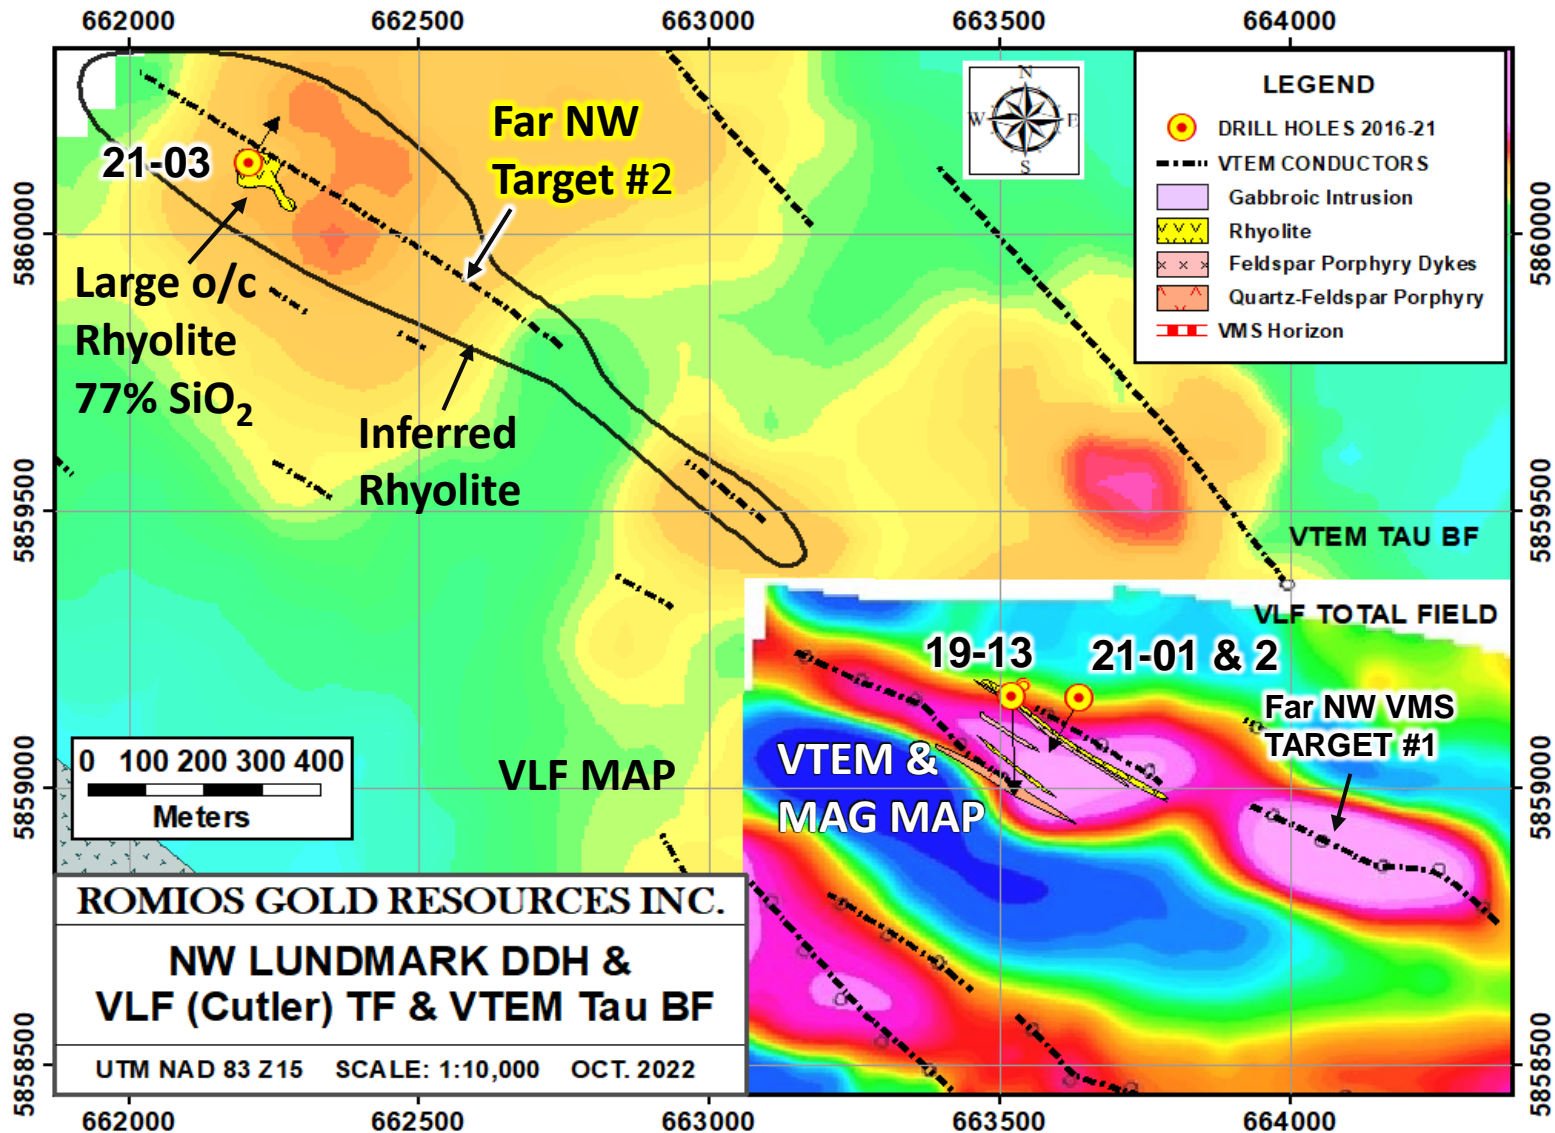 662000 662500 663000 663500 664000
N
W E
S
LEGEND
DRILL HOLES 2016-21
VTEM CONDUCTORS
Gabbroic Intrusion
Rhyolite
Feldspar Porphyry Dykes
Quartz-Feldspar Porphyry
VMS Horizon
Far NW
Target #2
21-03
5860000 5860000
Large o/c
Rhyolite
77% SiO₂
Inferred
Rhyolite
5859500 5859500
VTEM TAU BF
VLF TOTAL FIELD
19-13 21-01 & 2
Far NW VMS
TARGET #1
VTEM &
MAG MAP
VLF MAP
0 100 200 300 400
Meters
5859000 5859000
ROMIOS GOLD RESOURCES INC.
NW LUNDMARK DDH &
VLF (Cutler) TF & VTEM Tau BF
UTM NAD 83 Z15 SCALE: 1:10,000 OCT. 2022
5858500 5858500
662000 662500 663000 663500 664000